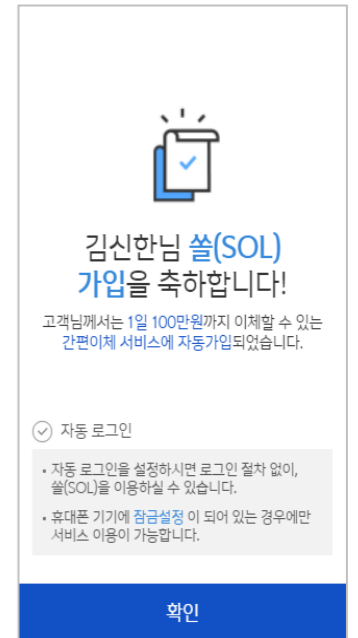 김신한님 쏠(SOL)
가입을 축하합니다!
고객님께서는 1일 100만원까지 이체할 수 있는
간편이체 서비스에 자동가입되었습니다.
자동 로그인
• 자동 로그인을 설정하시면 로그인 절차 없이,
쏠(SOL)을 이용하실 수 있습니다.
• 휴대폰 기기에 잠금설정 이 되어 있는 경우에만
서비스 이용이 가능합니다.
확인